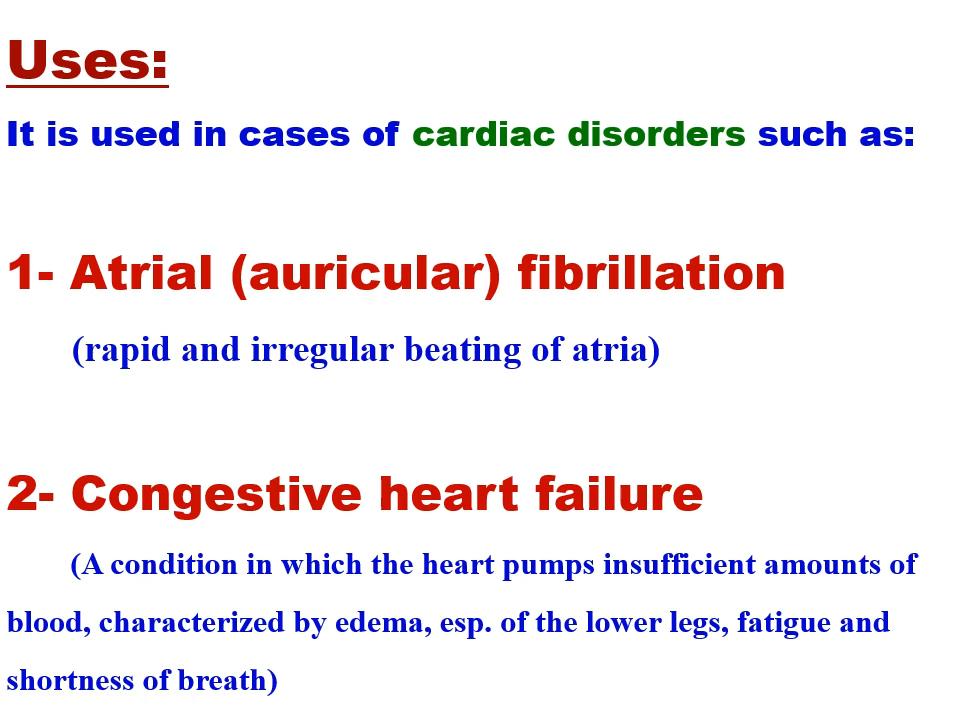 Uses:
It is used in cases of cardiac disorders such as:
1- Atrial (auricular) fibrillation
(rapid and irregular beating of atria)
2- Congestive heart failure
(A condition in which the heart pumps insufficient amounts of
blood, characterized by edema, esp. of the lower legs, fatigue and
shortness of breath)